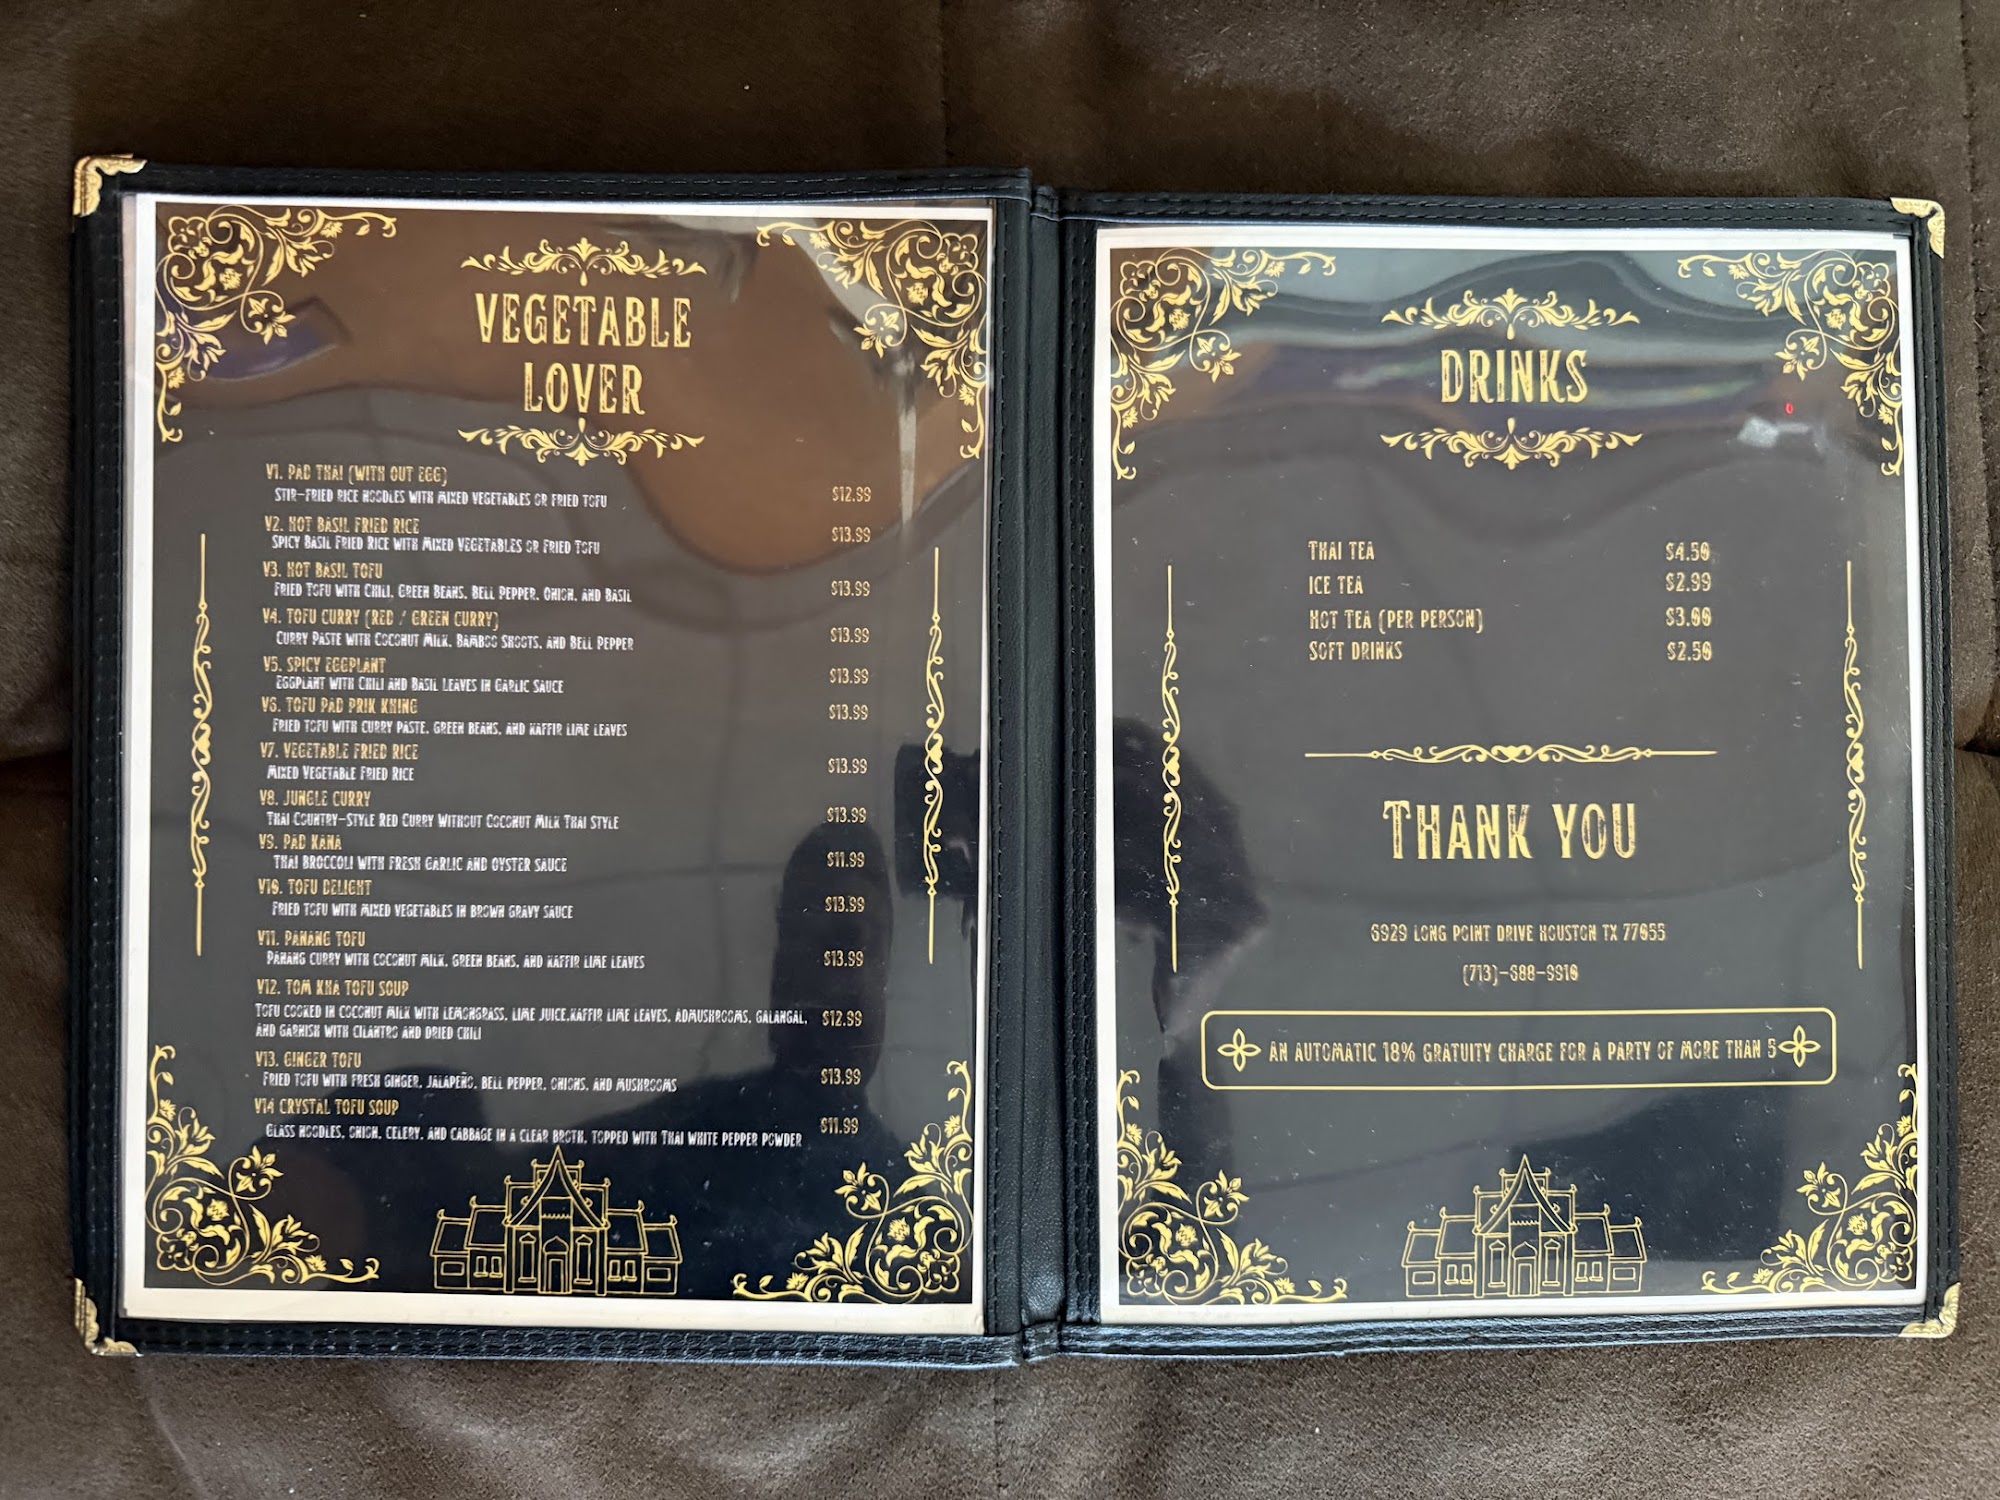 VEGETABLE
LOVER
V1. PAD THAI (WITH OUT EGG)
STIR-FRIED RICE NOODLES WITH MIXED VEGETABLES OR FRIED TOFU $12.99
V2. HOT BASIL FRIED RICE
SPICY BASIL FRIED RICE WITH MIXED VEGETABLES OR FRIED TOFU $13.99
V3. HOT BASIL TOFU
FRIED TOFU WITH CHILI, GREEN BEANS, BELL PEPPER, ONION, AND BASIL $13.99
V4. TOFU CURRY (RED / GREEN CURRY)
CURRY PASTE WITH COCONUT MILK, BAMBOO SHOOTS, AND BELL PEPPER $13.99
V5. SPICY EGGPLANT
EGGPLANT WITH CHILI AND BASIL LEAVES IN GARLIC SAUCE $13.99
V6. TOFU PAD PRIK KHING
FRIED TOFU WITH CURRY PASTE, GREEN BEANS, AND KAFFIR LIME LEAVES $13.99
V7. VEGETABLE FRIED RICE
MIXED VEGETABLE FRIED RICE $13.99
V8. JUNGLE CURRY
THAI COUNTRY-STYLE RED CURRY WITHOUT COCONUT MILK THAI STYLE $13.99
V9. PAD KANA
THAI BROCCOLI WITH FRESH GARLIC AND OYSTER SAUCE $11.99
V10. TOFU DELIGHT
FRIED TOFU WITH MIXED VEGETABLES IN BROWN GRAVY SAUCE $13.99
V11. PANANG TOFU
PANANG CURRY WITH COCONUT MILK, GREEN BEANS, AND KAFFIR LIME LEAVES $13.99
V12. TOM KHA TOFU SOUP
TOFU COOKED IN COCONUT MILK WITH LEMONGRASS, LIME JUICE,KAFFIR LIME LEAVES, ADMUSHROOMS, GALANGAL, $12.99
AND GARNISH WITH CILANTRO AND DRIED CHILI
V13. GINGER TOFU
FRIED TOFU WITH FRESH GINGER, JALAPEÑO, BELL PEPPER, ONIONS, AND MUSHROOMS $13.99
V14 CRYSTAL TOFU SOUP
GLASS NOODLES, ONION, CELERY, AND CABBAGE IN A CLEAR BROTH, TOPPED WITH THAI WHITE PEPPER POWDER $11.99
DRINKS
THAI TEA $4.50
ICE TEA $2.99
HOT TEA (PER PERSON) $3.00
SOFT DRINKS $2.50
THANK YOU
6929 LONG POINT DRIVE HOUSTON TX 77055
(713)-688-9910
AN AUTOMATIC 18% GRATUITY CHARGE FOR A PARTY OF MORE THAN 5